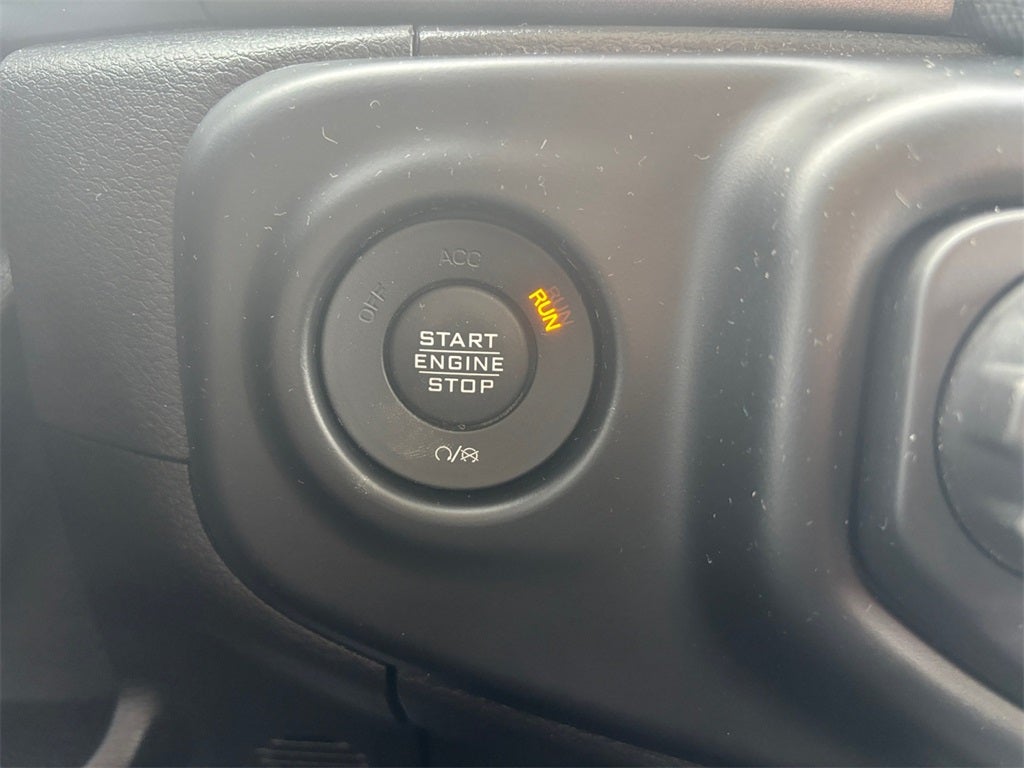 ACC
OFF
RUN
START
ENGINE
STOP